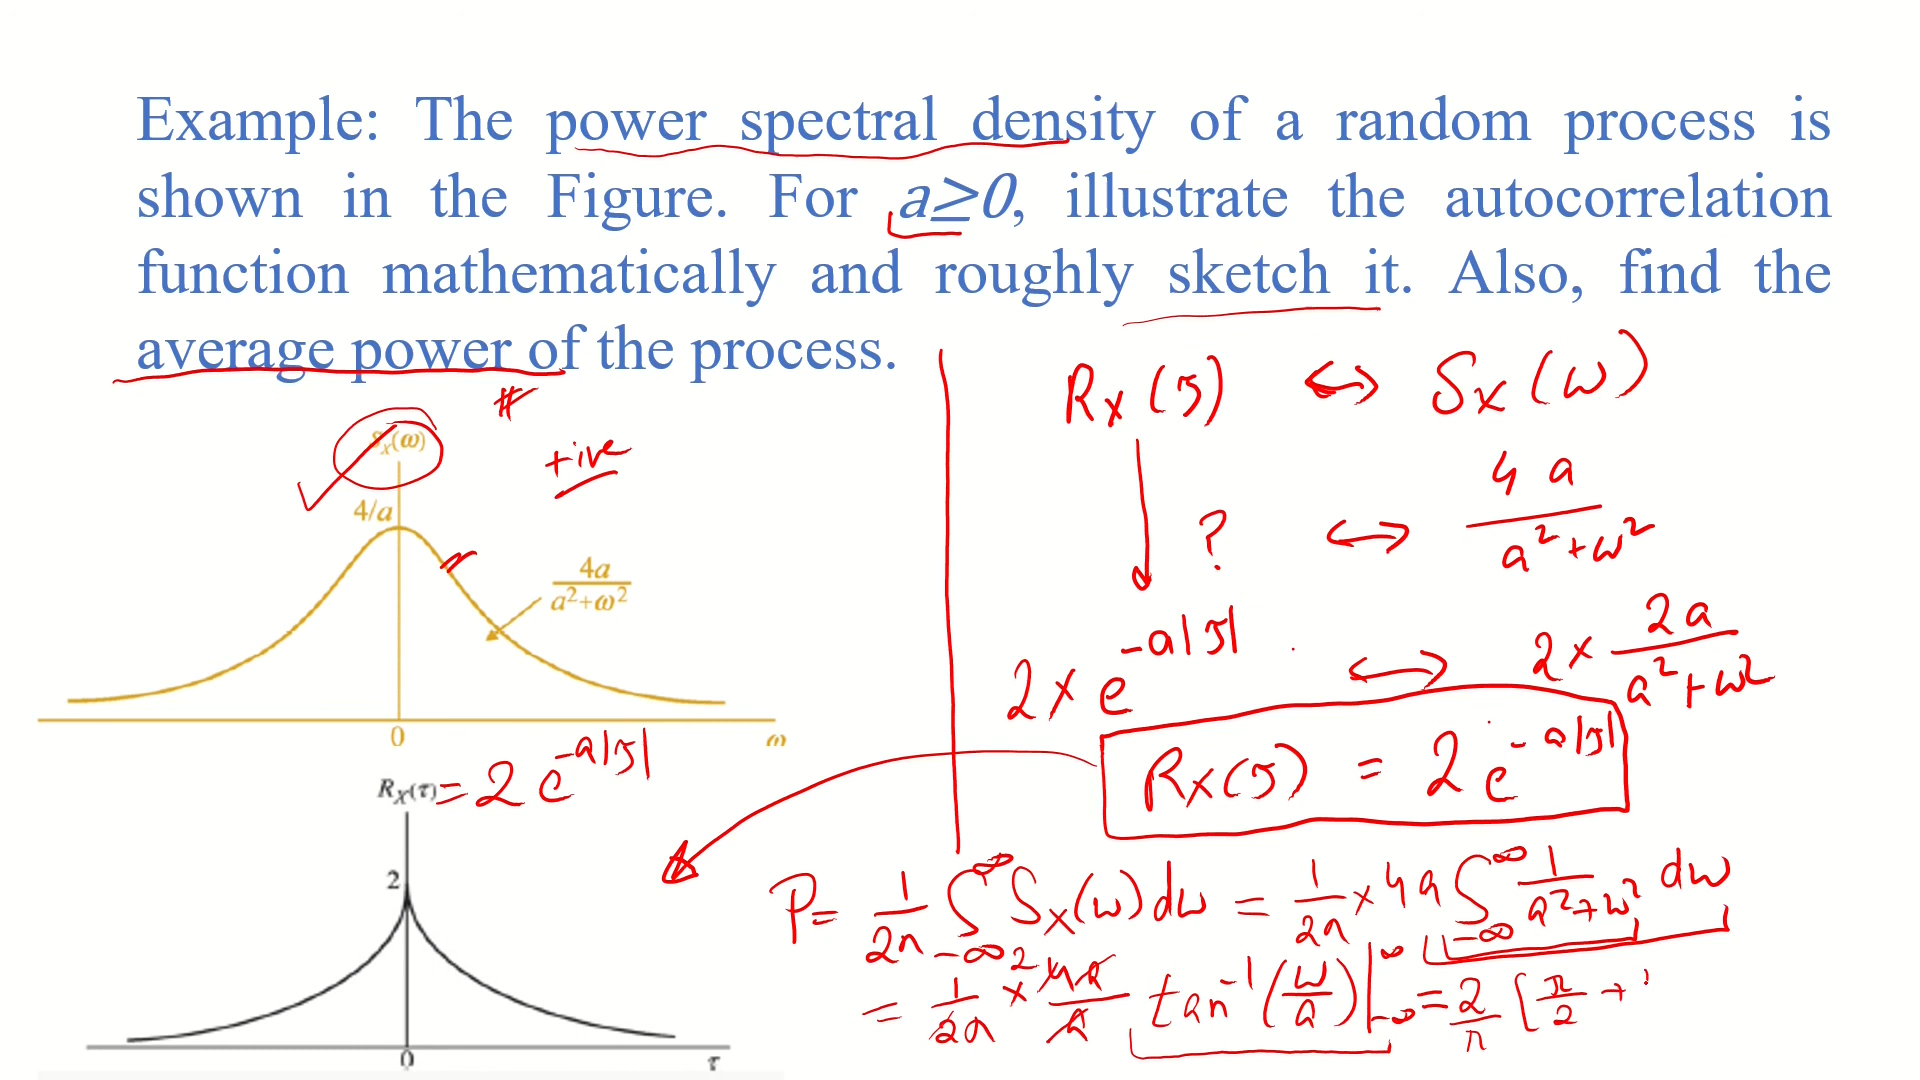 Example: The power spectral density of a random process is
shown in the Figure. For a≥0, illustrate the autocorrelation
function mathematically and roughly sketch it. Also, find the
average power of the process.
#
+ive
Sx(ω)
4/a
4a
a²+ω²
0
ω
Rx(τ) = 2 e^-a|τ|
2
0
τ
Rx(τ) ↔ Sx(ω)
? ↔ 4a / a²+ω²
2 × e^-a|τ| ↔ 2 × 2a / a²+ω²
Rx(τ) = 2 e^-a|τ|
P = 1/2π ∫_-∞^∞ Sx(ω) dω = 1/2π × 4a ∫_-∞^∞ 1/a²+ω² dω
= 1/2π × 2 4a/a tan⁻¹(ω/a) |_-∞^∞ = 2/π [π/2 +